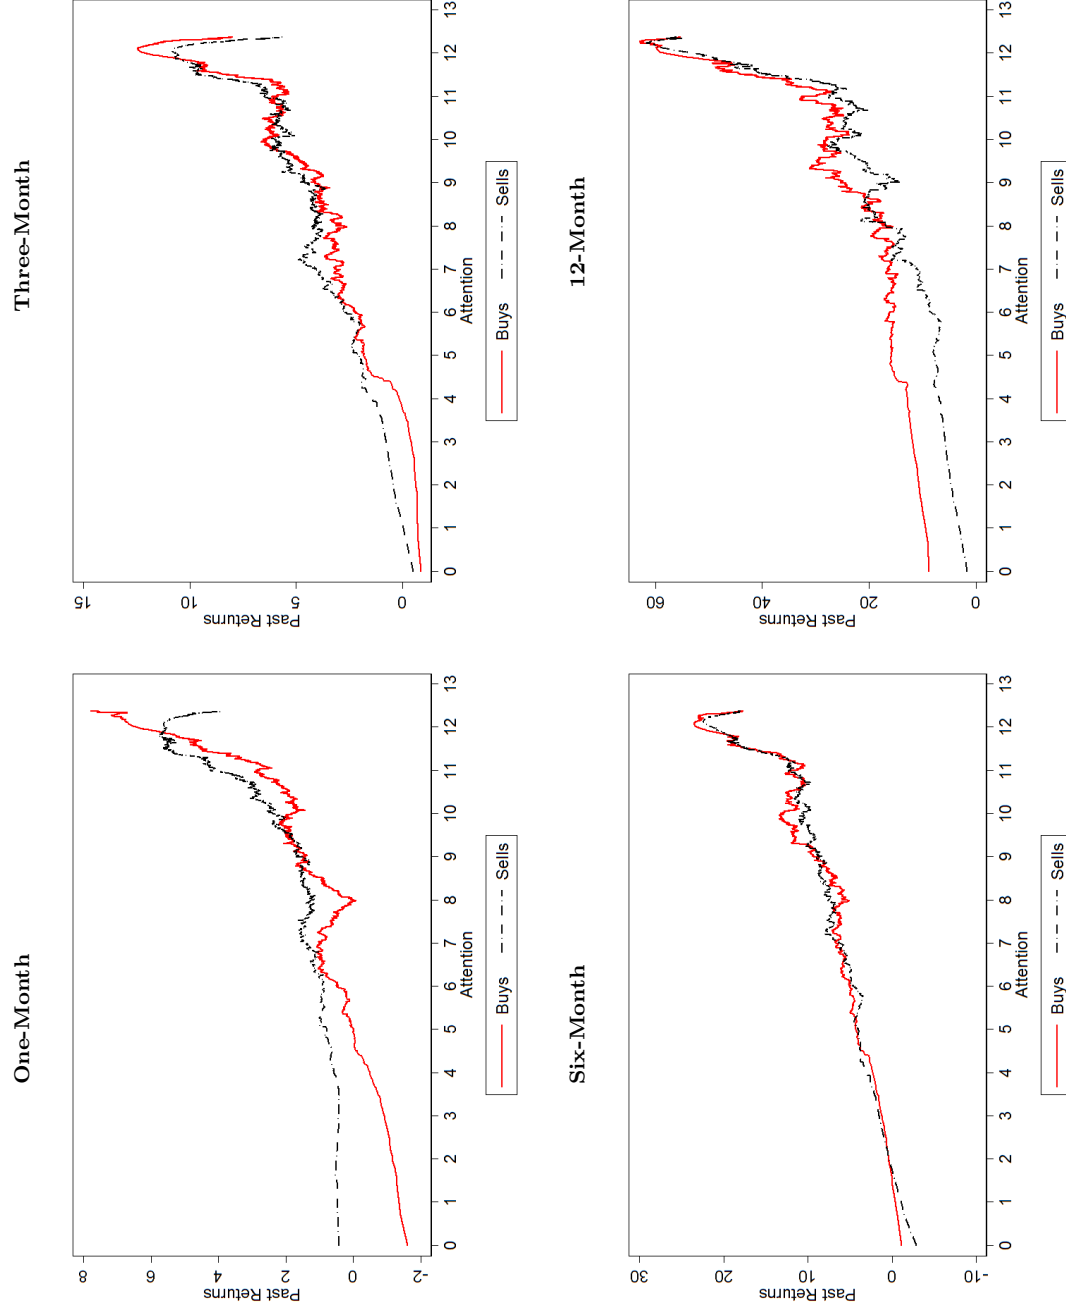 One-Month
Past Returns
8
6
4
2
0
-2
0 1 2 3 4 5 6 7 8 9 10 11 12 13
Attention
Buys Sells
Three-Month
Past Returns
15
10
5
0
0 1 2 3 4 5 6 7 8 9 10 11 12 13
Attention
Buys Sells
Six-Month
Past Returns
30
20
10
0
-10
0 1 2 3 4 5 6 7 8 9 10 11 12 13
Attention
Buys Sells
12-Month
Past Returns
60
40
20
0
0 1 2 3 4 5 6 7 8 9 10 11 12 13
Attention
Buys Sells